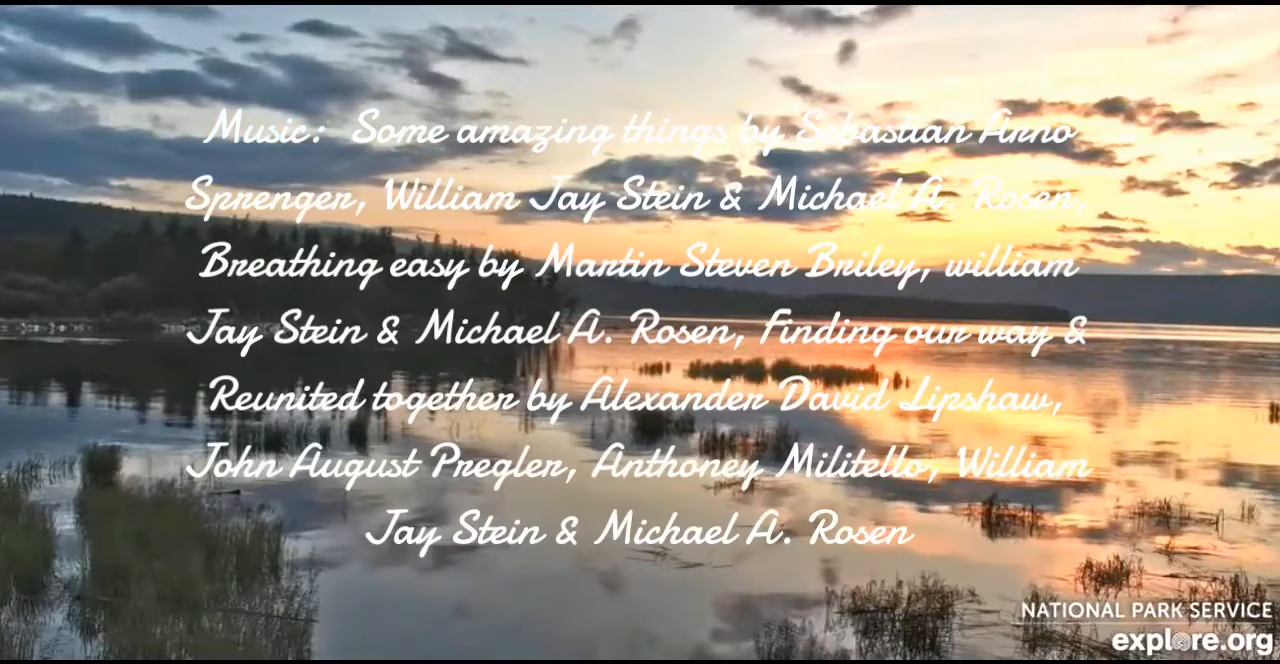 Music: Some amazing things by Sebastian Arno
Sprenger, William Jay Stein & Michael A. Rosen,
Breathing easy by Martin Steven Briley, william
Jay Stein & Michael A. Rosen, Finding our way &
Reunited together by Alexander David Lipshaw,
John August Pregler, Anthoney Militello, William
Jay Stein & Michael A. Rosen
NATIONAL PARK SERVICE
explore.org